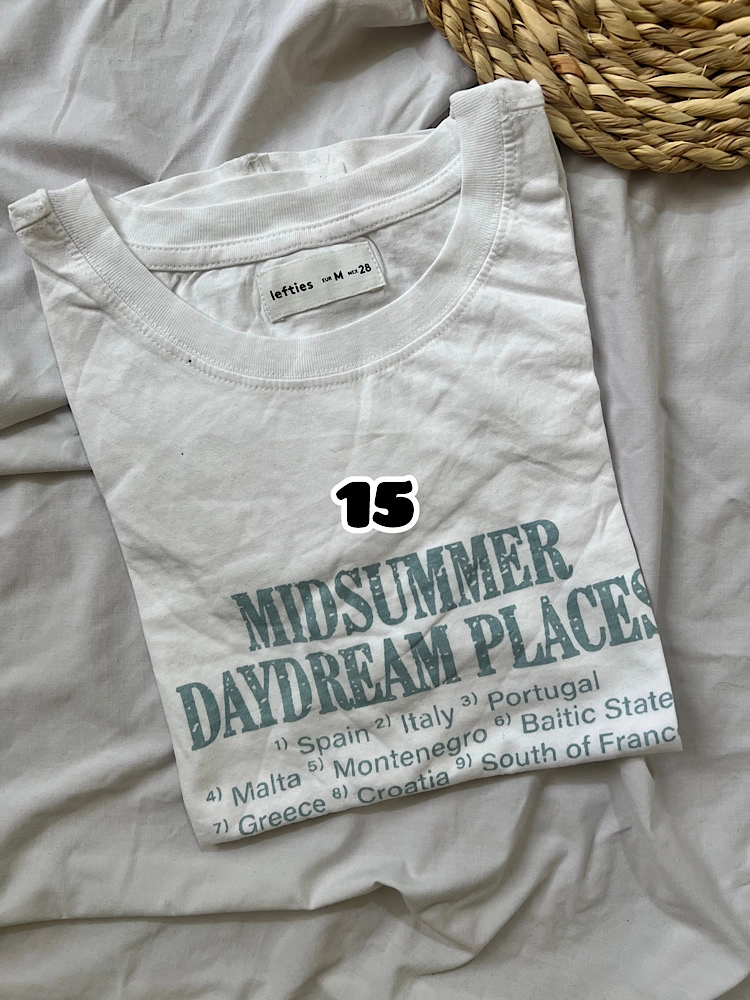 lefties EUR M MEX 28
15
MIDSUMMER
DAYDREAM PLACES
1) Spain 2) Italy 3) Portugal
4) Malta 5) Montenegro 6) Baitic State
7) Greece 8) Croatia 9) South of Franc